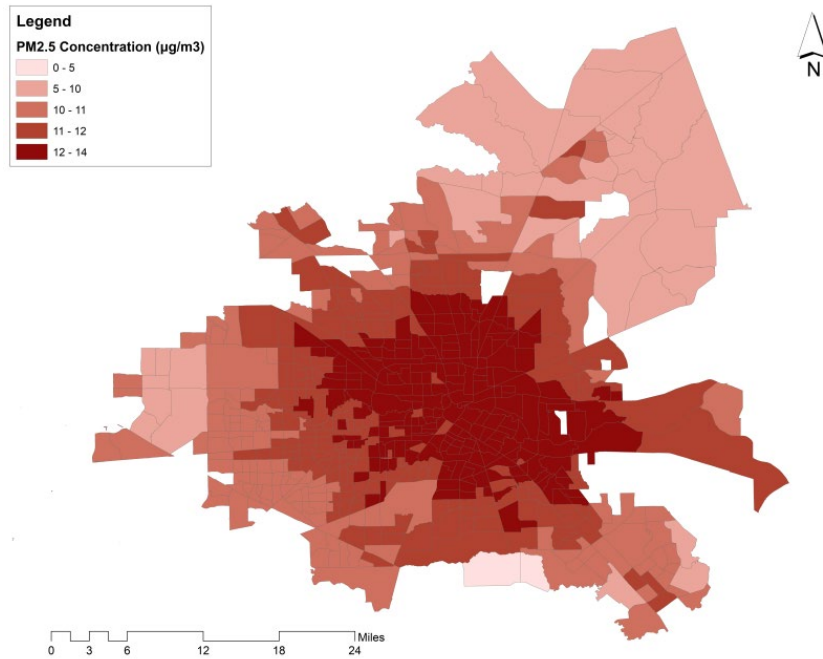 Legend
PM2.5 Concentration (µg/m3)
0 - 5
5 - 10
10 - 11
11 - 12
12 - 14
N
Miles
0 3 6 12 18 24